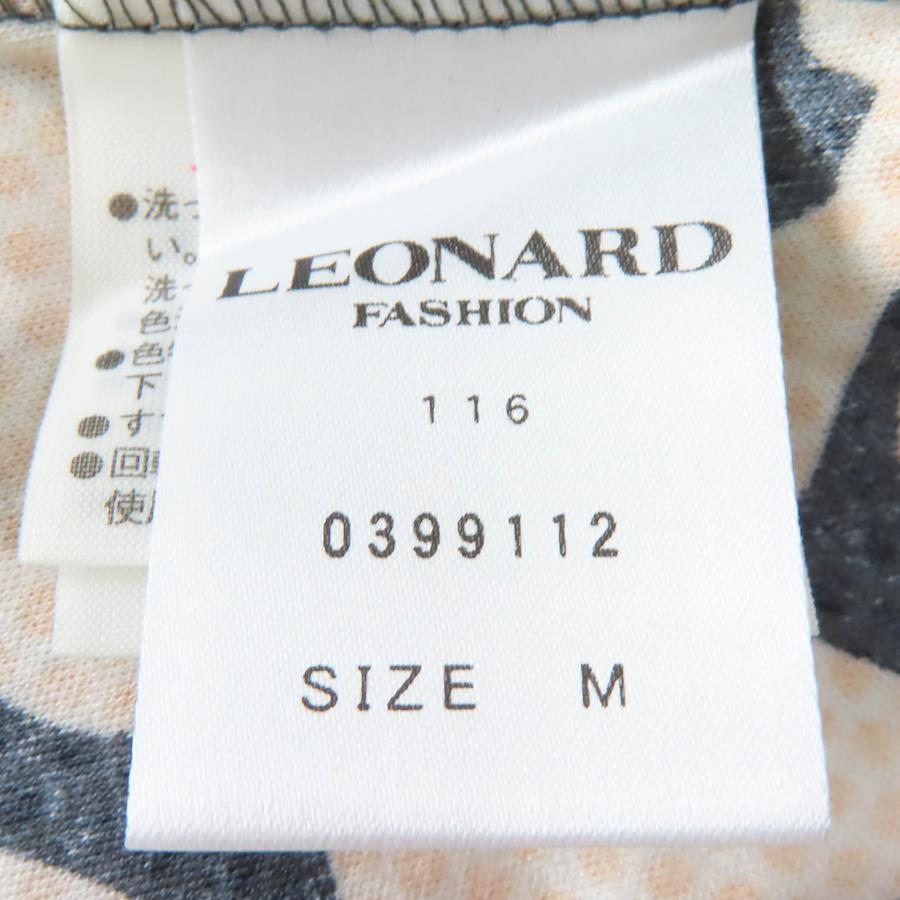 LEONARD
FASHION
116
0399112
SIZE M
●洗っ
い。
洗
色
●色
下
●す
●回
使